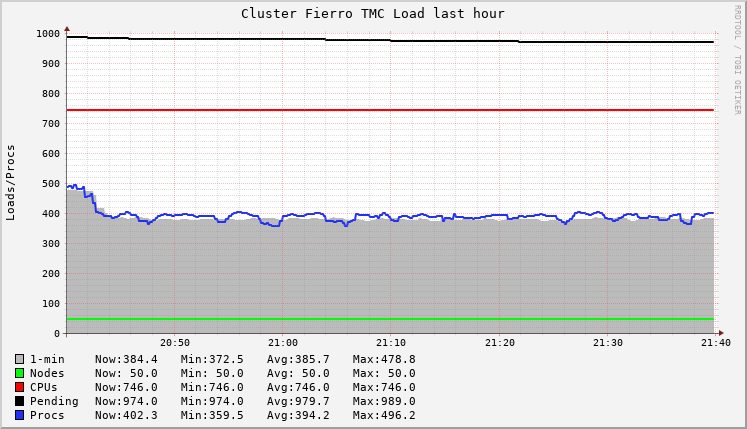 Cluster Fierro TMC Load last hour
RRDTOOL / TOBI OETIKER
Loads/Procs
1000
900
800
700
600
500
400
300
200
100
0
20:50 21:00 21:10 21:20 21:30 21:40
1-min Now:384.4 Min:372.5 Avg:385.7 Max:478.8
Nodes Now: 50.0 Min: 50.0 Avg: 50.0 Max: 50.0
CPUs Now:746.0 Min:746.0 Avg:746.0 Max:746.0
Pending Now:974.0 Min:974.0 Avg:979.7 Max:989.0
Procs Now:402.3 Min:359.5 Avg:394.2 Max:496.2